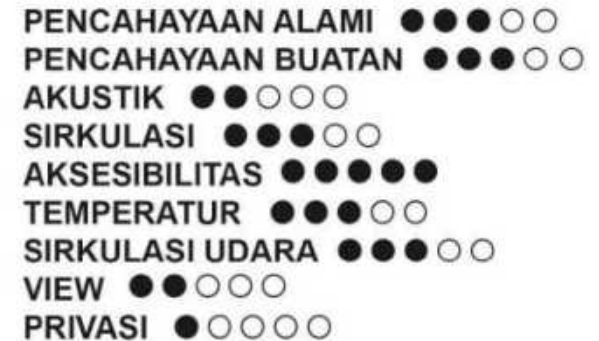 PENCAHAYAAN ALAMI ●●●○○
PENCAHAYAAN BUATAN ●●●○○
AKUSTIK ●●○○○
SIRKULASI ●●●○○
AKSESIBILITAS ●●●●●
TEMPERATUR ●●●○○
SIRKULASI UDARA ●●●○○
VIEW ●●○○○
PRIVASI ●○○○○